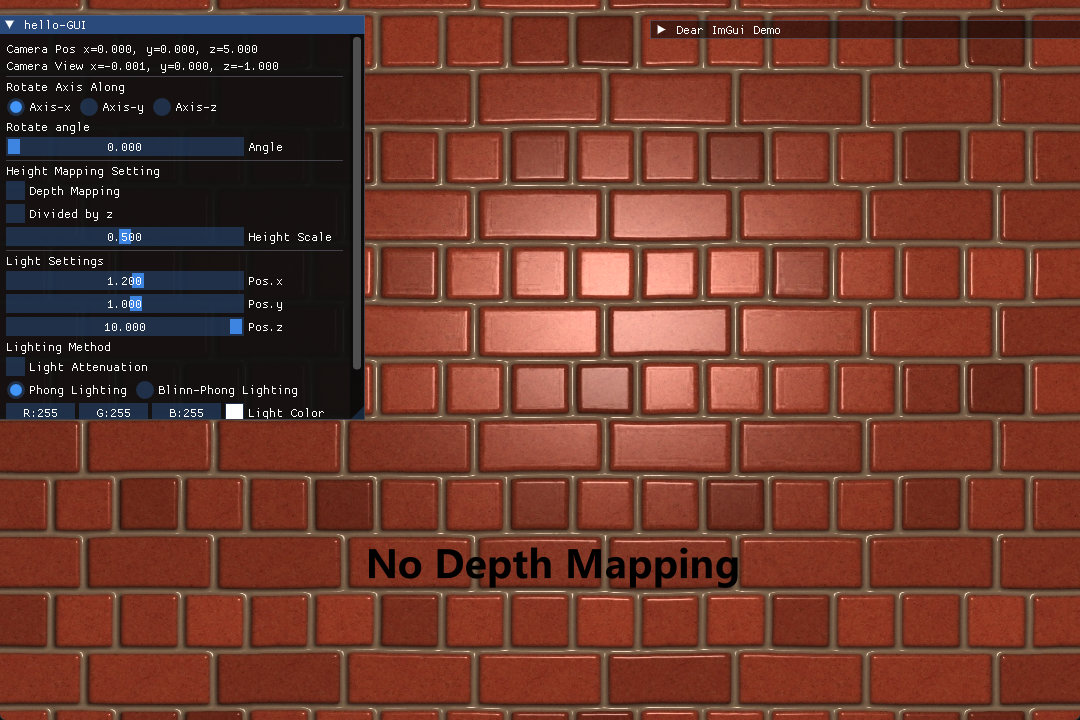 hello-GUI
Dear ImGui Demo
Camera Pos x=0.000, y=0.000, z=5.000
Camera View x=-0.001, y=0.000, z=-1.000
Rotate Axis Along
Axis-x Axis-y Axis-z
Rotate angle
0.000 Angle
Height Mapping Setting
Depth Mapping
Divided by z
0.500 Height Scale
Light Settings
1.200 Pos.x
1.000 Pos.y
10.000 Pos.z
Lighting Method
Light Attenuation
Phong Lighting Blinn-Phong Lighting
R:255 G:255 B:255 Light Color
No Depth Mapping